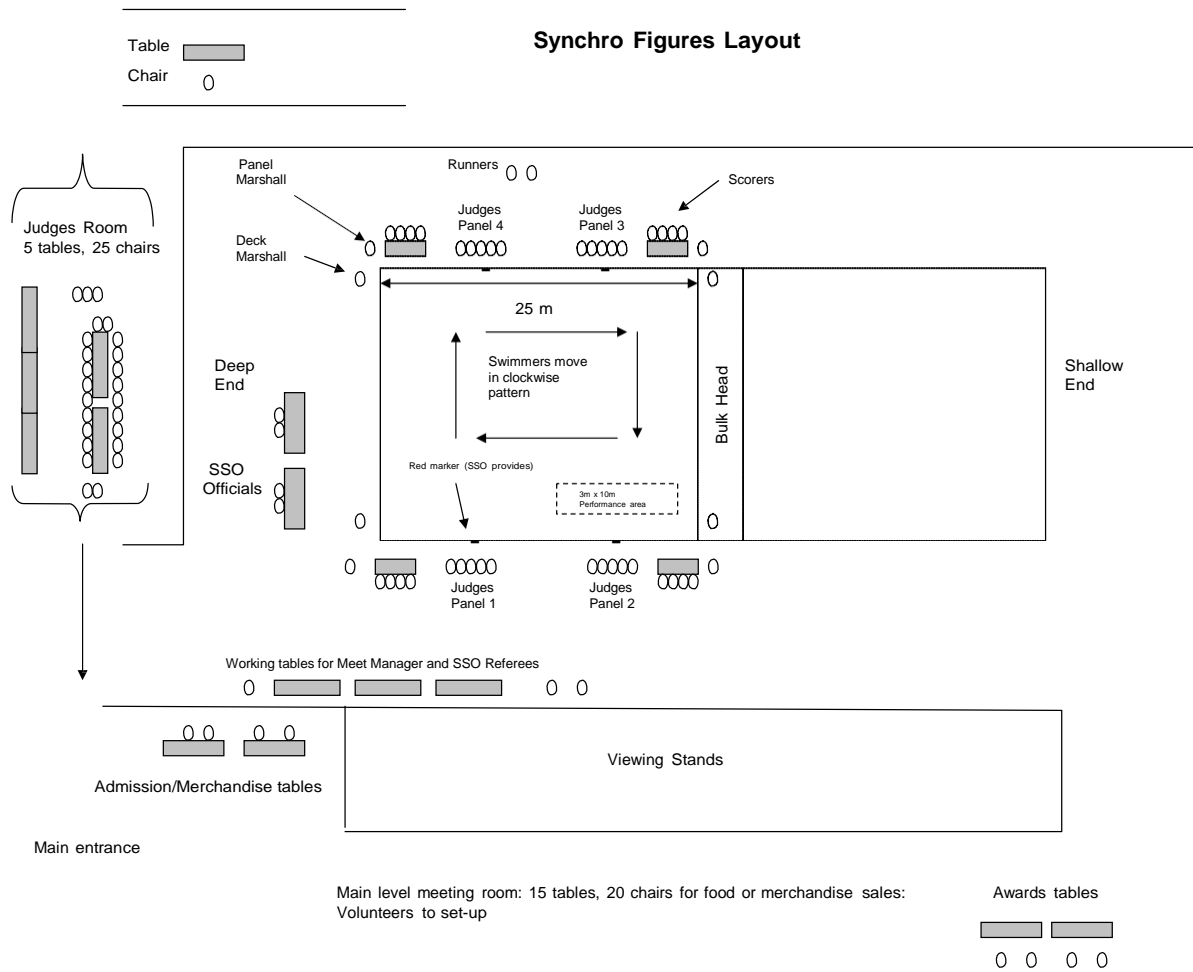 Synchro Figures Layout
Table
Chair
Panel
Marshall
Runners
Scorers
Judges
Panel 4
Judges
Panel 3
Judges Room
5 tables, 25 chairs
Deck
Marshall
25 m
Swimmers move
in clockwise
pattern
Deep
End
Bulk Head
Shallow
End
Red marker (SSO provides)
SSO
Officials
3m x 10m
Performance area
Judges
Panel 1
Judges
Panel 2
Working tables for Meet Manager and SSO Referees
Viewing Stands
Admission/Merchandise tables
Main entrance
Main level meeting room: 15 tables, 20 chairs for food or merchandise sales:
Volunteers to set-up
Awards tables